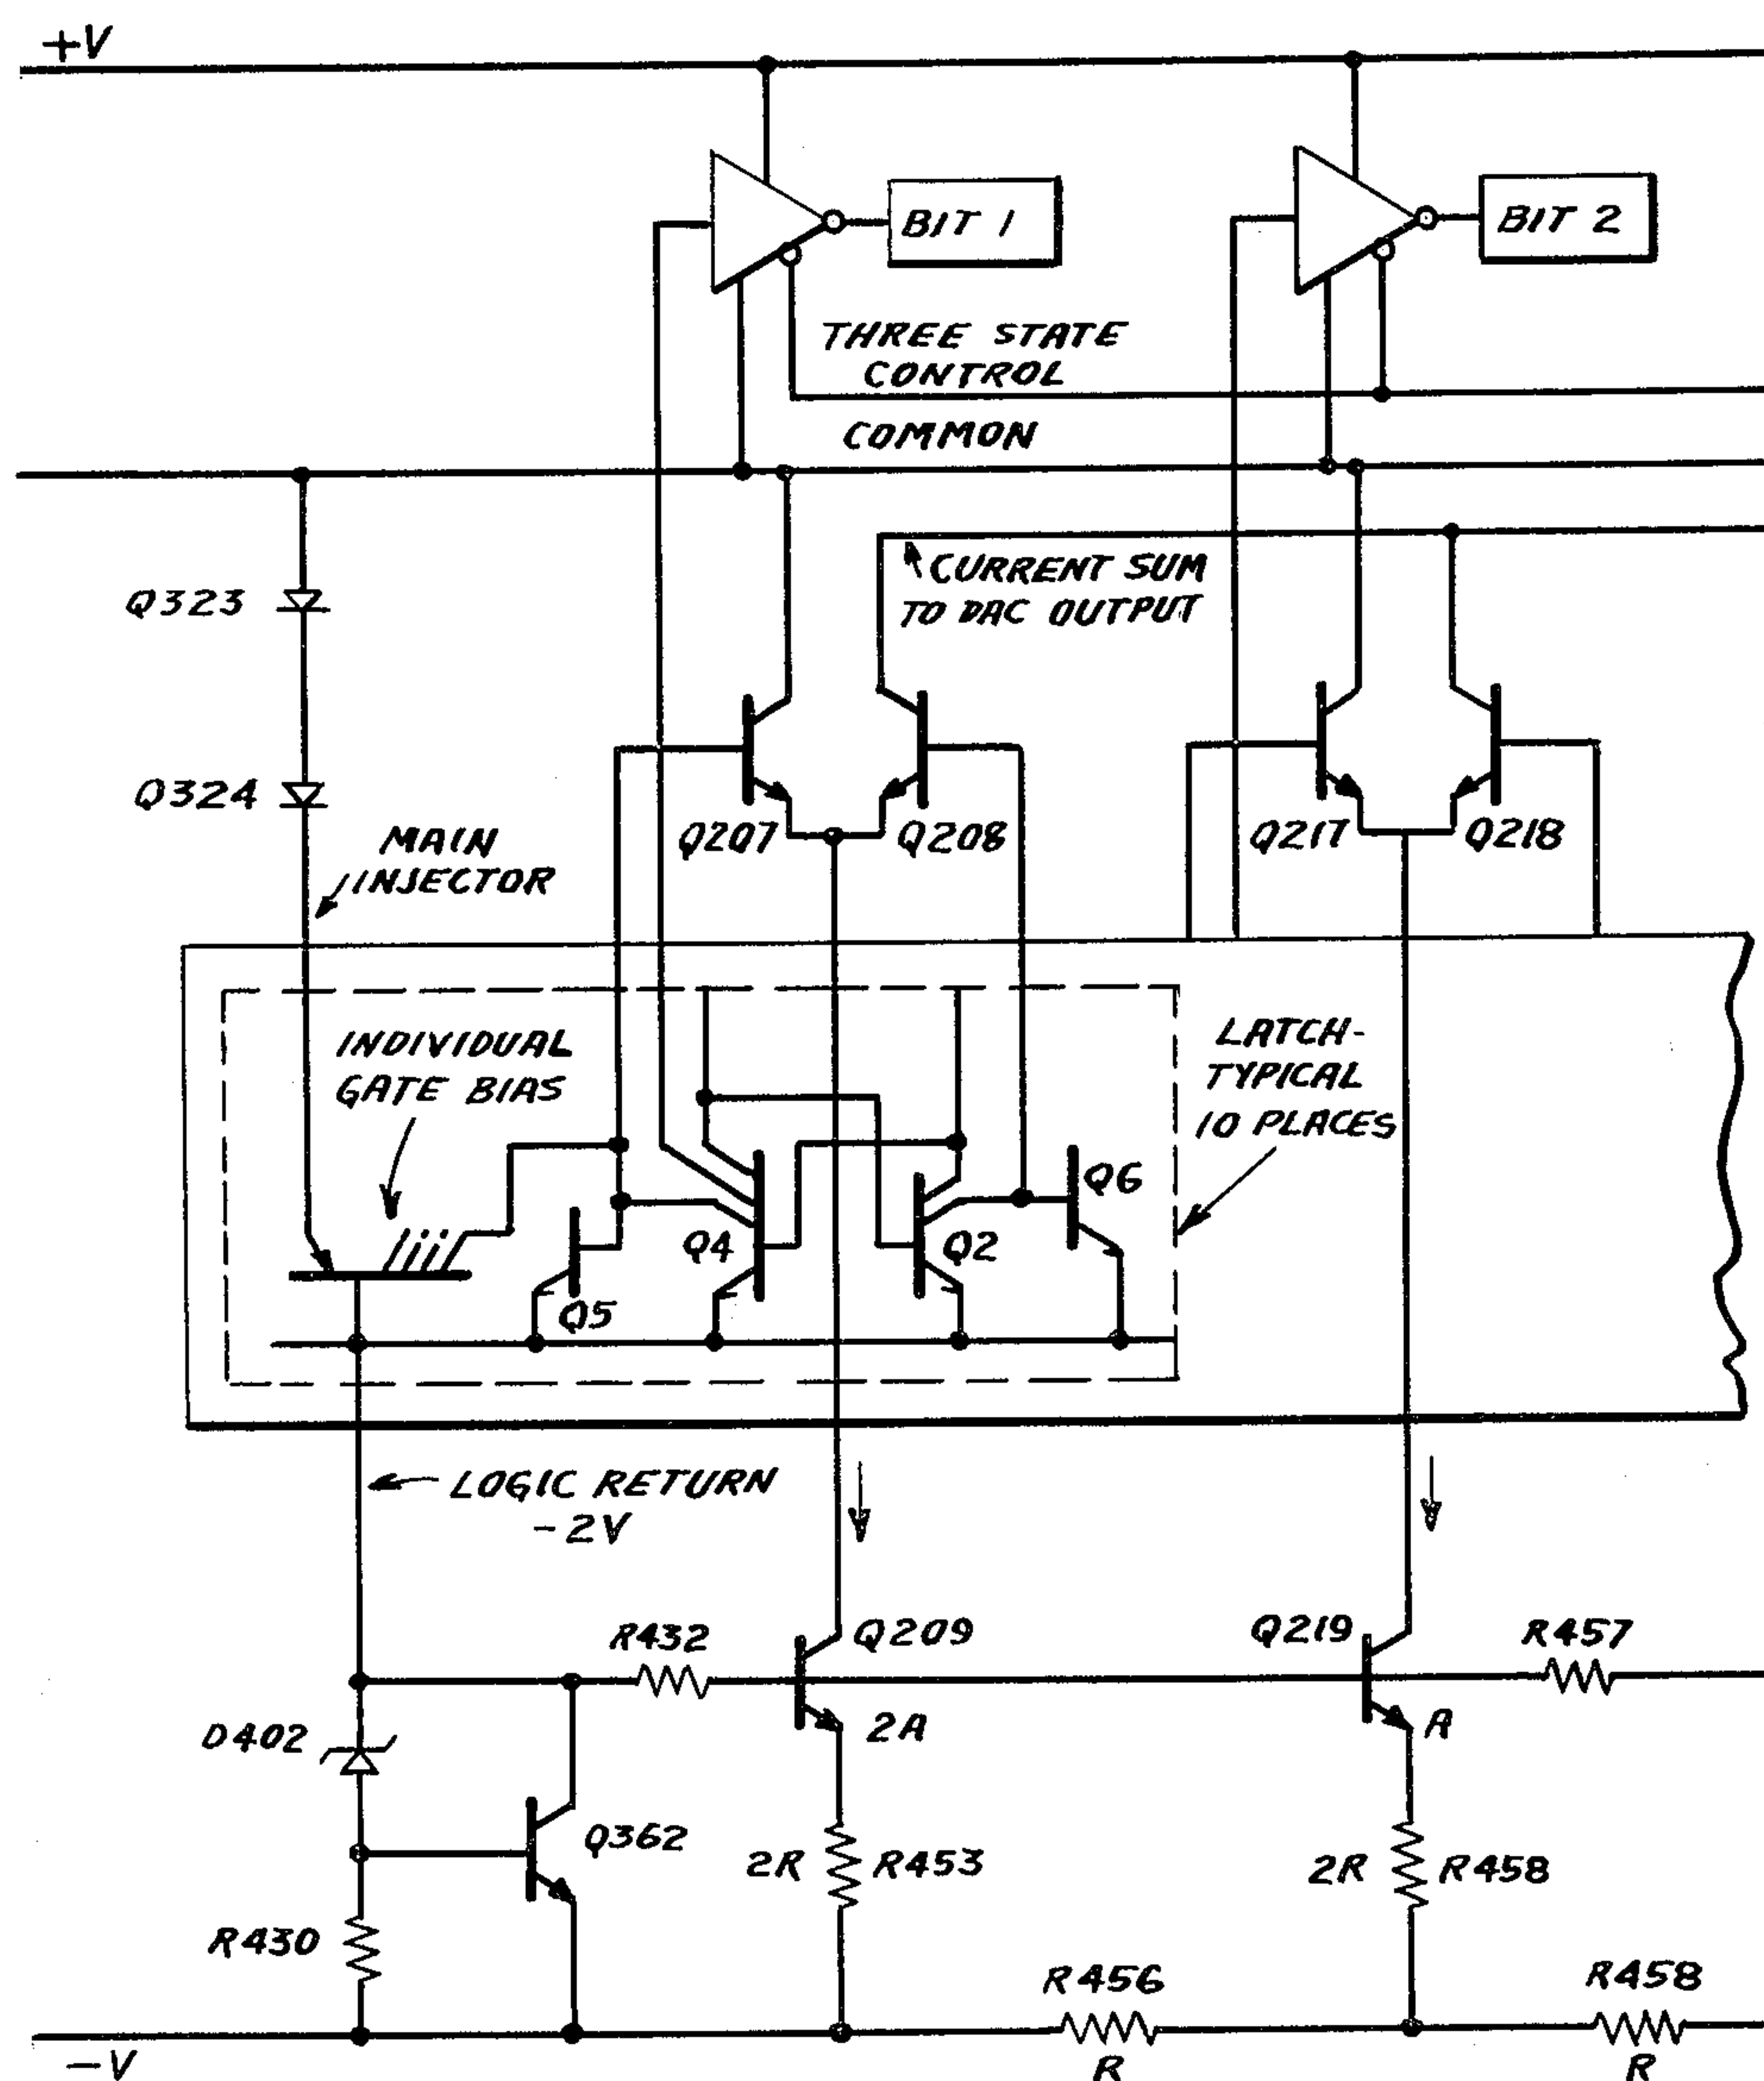 +V
BIT 1
BIT 2
THREE STATE
CONTROL
COMMON
CURRENT SUM
TO DAC OUTPUT
Q323
Q324
MAIN
INJECTOR
Q207
Q208
Q217
Q218
INDIVIDUAL
GATE BIAS
LATCH-
TYPICAL
10 PLACES
Q4
Q2
Q6
Q5
LOGIC RETURN
-2V
R432
Q209
Q219
R457
2A
A
D402
Q362
2R
R453
2R
R458
R430
R456
R458
-V
R
R